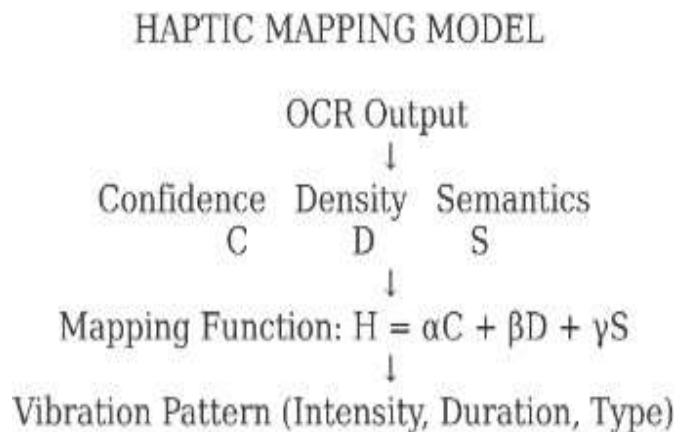 HAPTIC MAPPING MODEL
OCR Output
↓
Confidence Density Semantics
C D S
↓
Mapping Function: H = αC + βD + γS
↓
Vibration Pattern (Intensity, Duration, Type)